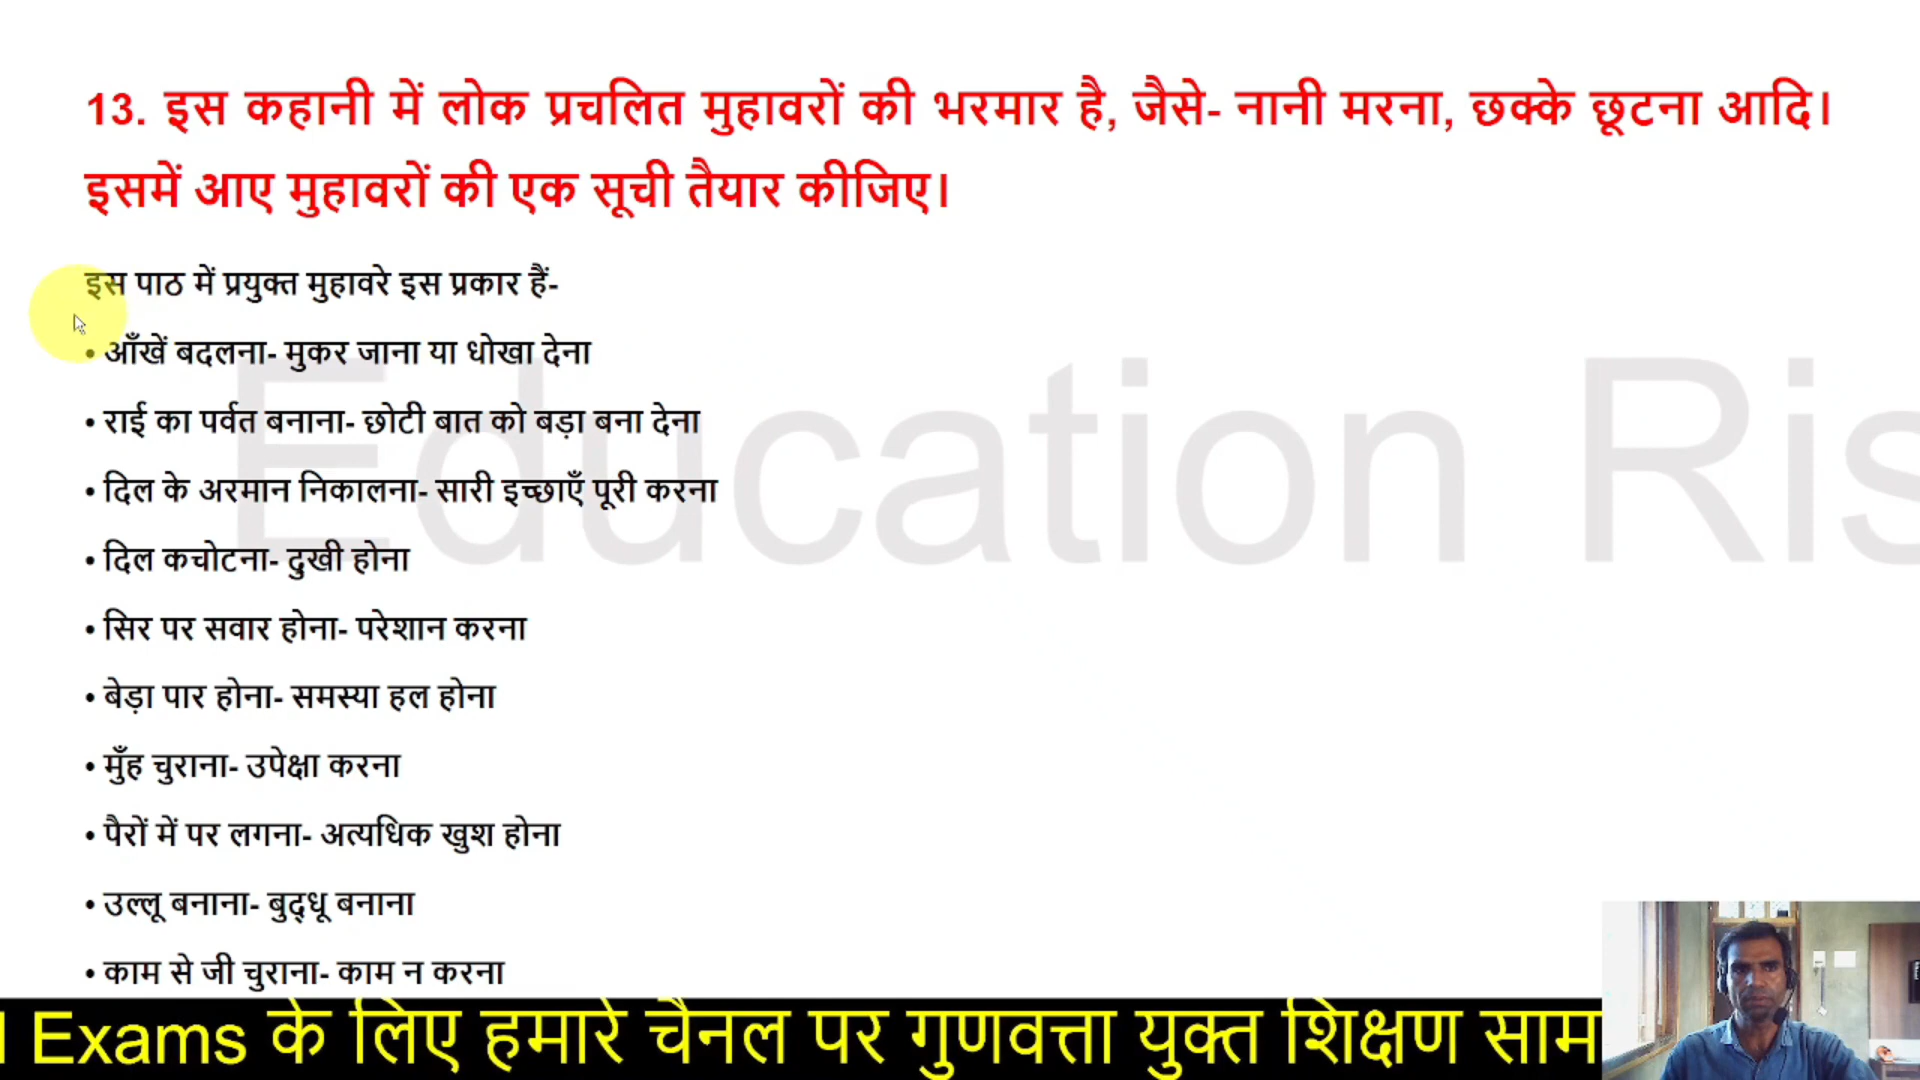 13. इस कहानी में लोक प्रचलित मुहावरों की भरमार है, जैसे- नानी मरना, छक्के छूटना आदि।
इसमें आए मुहावरों की एक सूची तैयार कीजिए।
इस पाठ में प्रयुक्त मुहावरे इस प्रकार हैं-
• आँखें बदलना- मुकर जाना या धोखा देना
• राई का पर्वत बनाना- छोटी बात को बड़ा बना देना
• दिल के अरमान निकालना- सारी इच्छाएँ पूरी करना
• दिल कचोटना- दुखी होना
• सिर पर सवार होना- परेशान करना
• बेड़ा पार होना- समस्या हल होना
• मुँह चुराना- उपेक्षा करना
• पैरों में पर लगना- अत्यधिक खुश होना
• उल्लू बनाना- बुद्धू बनाना
• काम से जी चुराना- काम न करना
Education
Exams के लिए हमारे चैनल पर गुणवत्ता युक्त शिक्षण